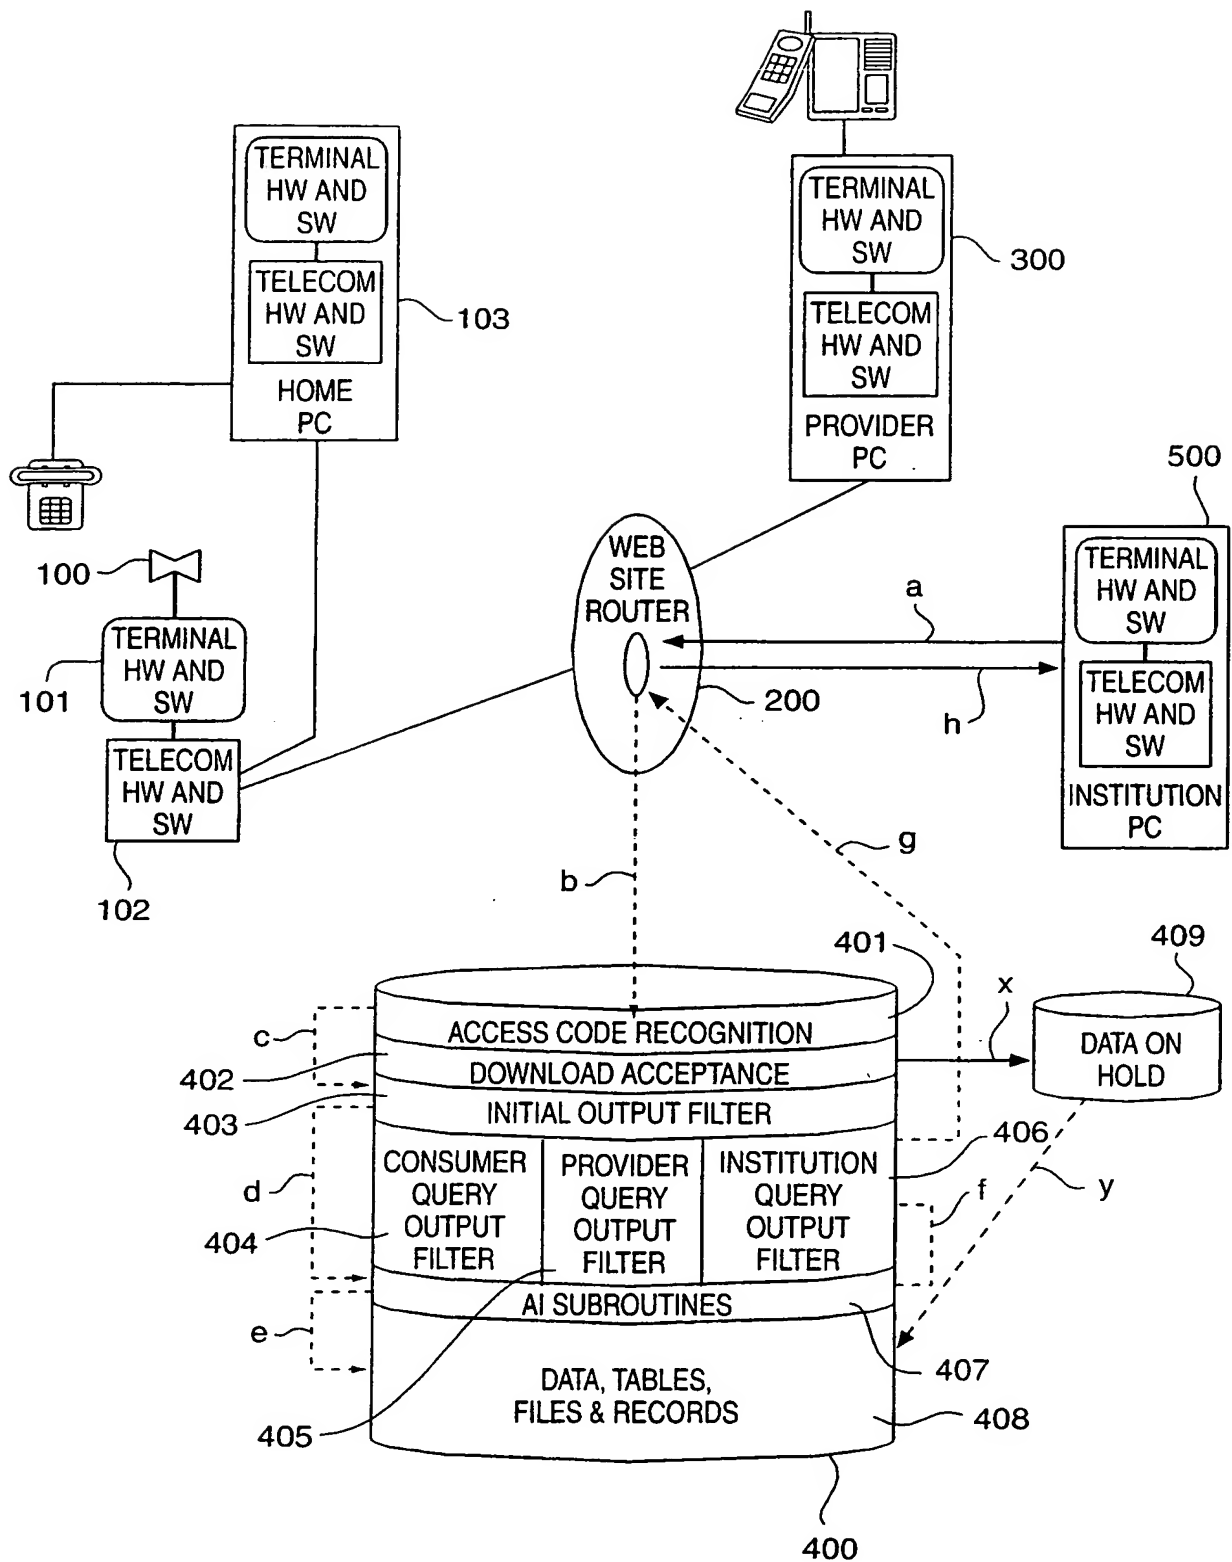 TERMINAL
HW AND
SW
TELECOM
HW AND
SW
HOME
PC
103
TERMINAL
HW AND
SW
TELECOM
HW AND
SW
PROVIDER
PC
300
500
TERMINAL
HW AND
SW
TELECOM
HW AND
SW
INSTITUTION
PC
100
TERMINAL
HW AND
SW
101
TELECOM
HW AND
SW
102
WEB
SITE
ROUTER
200
a
h
b
g
401
409
c
ACCESS CODE RECOGNITION
x
DATA ON
HOLD
402
DOWNLOAD ACCEPTANCE
403
INITIAL OUTPUT FILTER
406
d
CONSUMER
QUERY
OUTPUT
FILTER
PROVIDER
QUERY
OUTPUT
FILTER
INSTITUTION
QUERY
OUTPUT
FILTER
f
y
404
e
AI SUBROUTINES
407
405
DATA, TABLES,
FILES & RECORDS
408
400